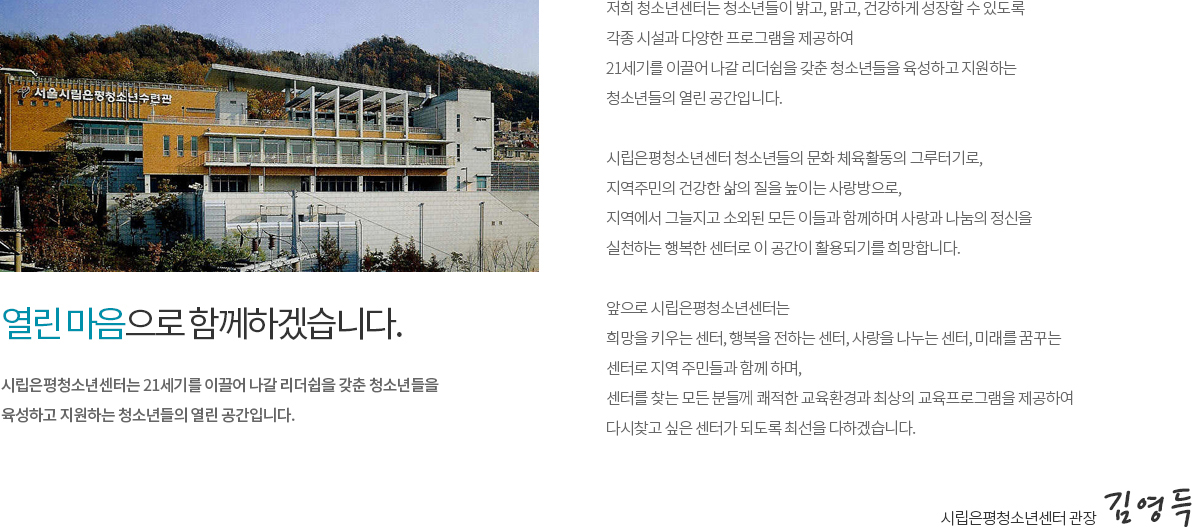 서울시립은평청소년수련관
열린 마음으로 함께하겠습니다.
시립은평청소년센터는 21세기를 이끌어 나갈 리더쉽을 갖춘 청소년들을
육성하고 지원하는 청소년들의 열린 공간입니다.
저희 청소년센터는 청소년들이 밝고, 맑고, 건강하게 성장할 수 있도록
각종 시설과 다양한 프로그램을 제공하여
21세기를 이끌어 나갈 리더쉽을 갖춘 청소년들을 육성하고 지원하는
청소년들의 열린 공간입니다.
시립은평청소년센터 청소년들의 문화 체육활동의 그루터기로,
지역주민의 건강한 삶의 질을 높이는 사랑방으로,
지역에서 그늘지고 소외된 모든 이들과 함께하며 사랑과 나눔의 정신을
실천하는 행복한 센터로 이 공간이 활용되기를 희망합니다.
앞으로 시립은평청소년센터는
희망을 키우는 센터, 행복을 전하는 센터, 사랑을 나누는 센터, 미래를 꿈꾸는
센터로 지역 주민들과 함께 하며,
센터를 찾는 모든 분들께 쾌적한 교육환경과 최상의 교육프로그램을 제공하여
다시찾고 싶은 센터가 되도록 최선을 다하겠습니다.
시립은평청소년센터 관장 김영득